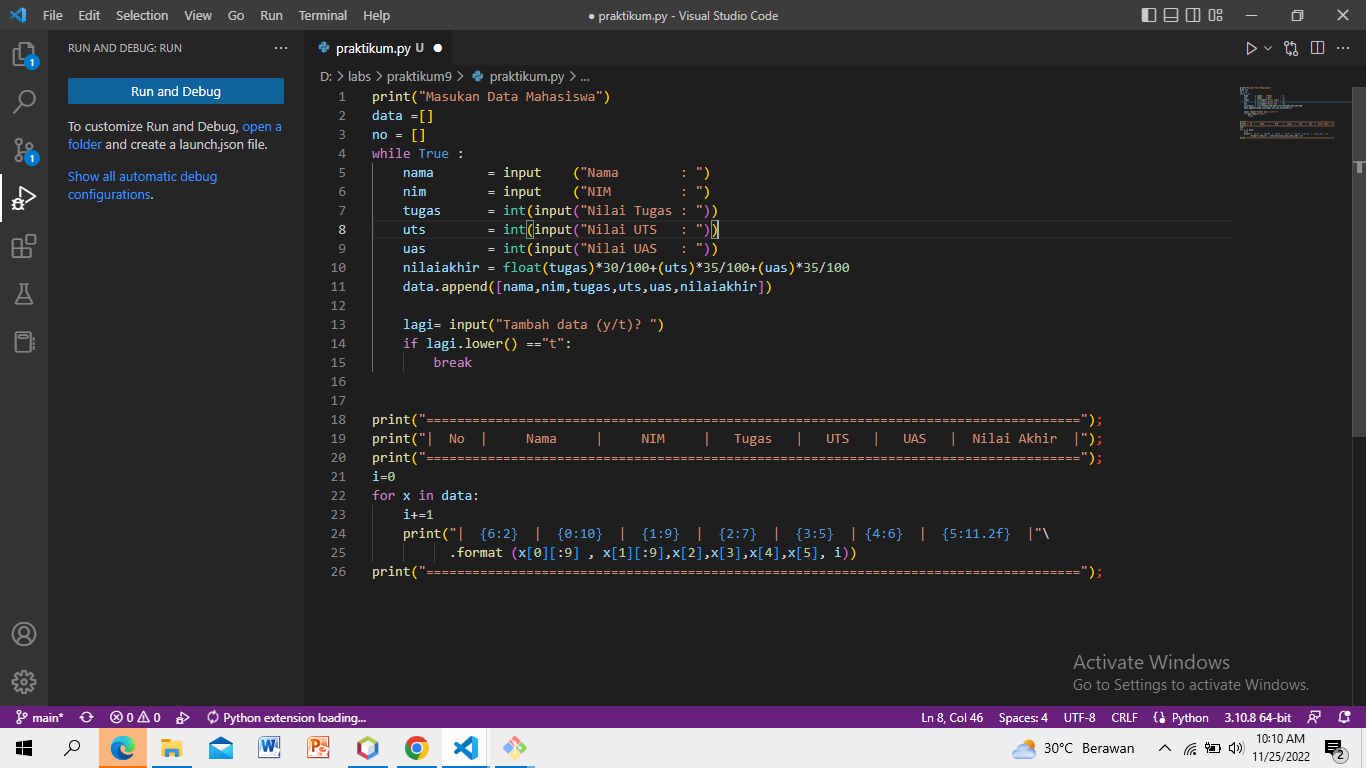 File Edit Selection View Go Run Terminal Help
● praktikum.py - Visual Studio Code
RUN AND DEBUG: RUN ...
Run and Debug
To customize Run and Debug, open a
folder and create a launch.json file.
Show all automatic debug
configurations.
1
1
praktikum.py U ●
D: > labs > praktikum9 > praktikum.py > ...
1 print("Masukan Data Mahasiswa")
2 data =[]
3 no = []
4 while True :
5     nama       = input    ("Nama        : ")
6     nim        = input    ("NIM         : ")
7     tugas      = int(input("Nilai Tugas : "))
8     uts        = int(input("Nilai UTS   : "))
9     uas        = int(input("Nilai UAS   : "))
10     nilaiakhir = float(tugas)*30/100+(uts)*35/100+(uas)*35/100
11     data.append([nama,nim,tugas,uts,uas,nilaiakhir])
12
13     lagi= input("Tambah data (y/t)? ")
14     if lagi.lower() =="t":
15         break
16
17
18 print("=====================================================================================");
19 print("|  No  |     Nama     |     NIM     |   Tugas   |   UTS   |   UAS   |  Nilai Akhir  |");
20 print("=====================================================================================");
21 i=0
22 for x in data:
23     i+=1
24     print("|  {6:2}  |  {0:10}  |  {1:9}  |  {2:7}  |  {3:5}  | {4:6}  |  {5:11.2f}  |"\
25           .format (x[0][:9] , x[1][:9],x[2],x[3],x[4],x[5], i))
26 print("=====================================================================================");
Activate Windows
Go to Settings to activate Windows.
main* 0 0 Python extension loading... Ln 8, Col 46 Spaces: 4 UTF-8 CRLF Python 3.10.8 64-bit
30°C Berawan 10:10 AM
11/25/2022
2